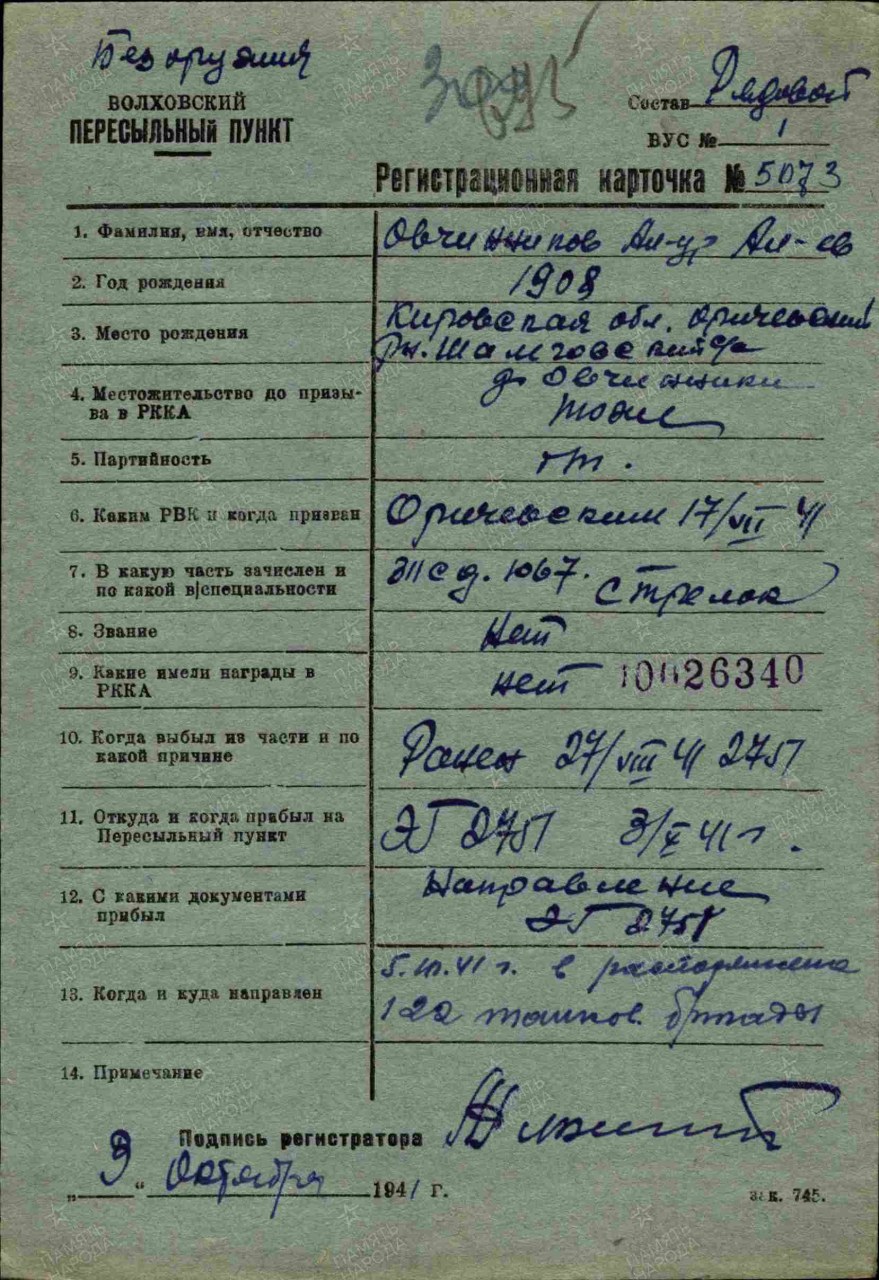 Без оружия
ВОЛХОВСКИЙ
ПЕРЕСЫЛЬНЫЙ ПУНКТ
Состав Рядовой
ВУС № 1
Регистрационная карточка № 5073
1. Фамилия, имя, отчество Овчинников Ал-др Ал-ев
2. Год рождения 1908
3. Место рождения Кировская обл. Оричевский
рн. с/с
д. Овчинники
4. Местожительство до призыва в РККА тоже
5. Партийность
6. Каким РВК и когда призван Оричевским 17/VII 41
7. В какую часть зачислен и
по какой в|специальности 311 с д. 1067. Стрелок
8. Звание Нет
9. Какие имели награды в
РККА нет 10026340
10. Когда выбыл из части и по
какой причине Ранен 27/VIII 41 2751
11. Откуда и когда прибыл на
Пересыльный пункт ЭГ 2751 3/X 41 г.
12. С какими документами
прибыл Направление
ЭГ 2751
13. Когда и куда направлен 41 г. в
122 танков. бригады
14. Примечание
Подпись регистратора
„ 3 “ Октября 1941 г.
зак. 745.